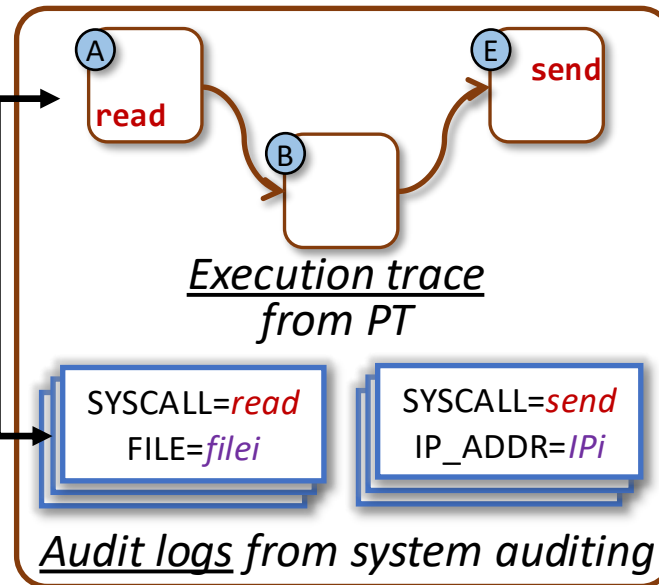 A
read
B
E
send
Execution trace
from PT
SYSCALL=read
FILE=filei
SYSCALL=send
IP_ADDR=IPi
Audit logs from system auditing